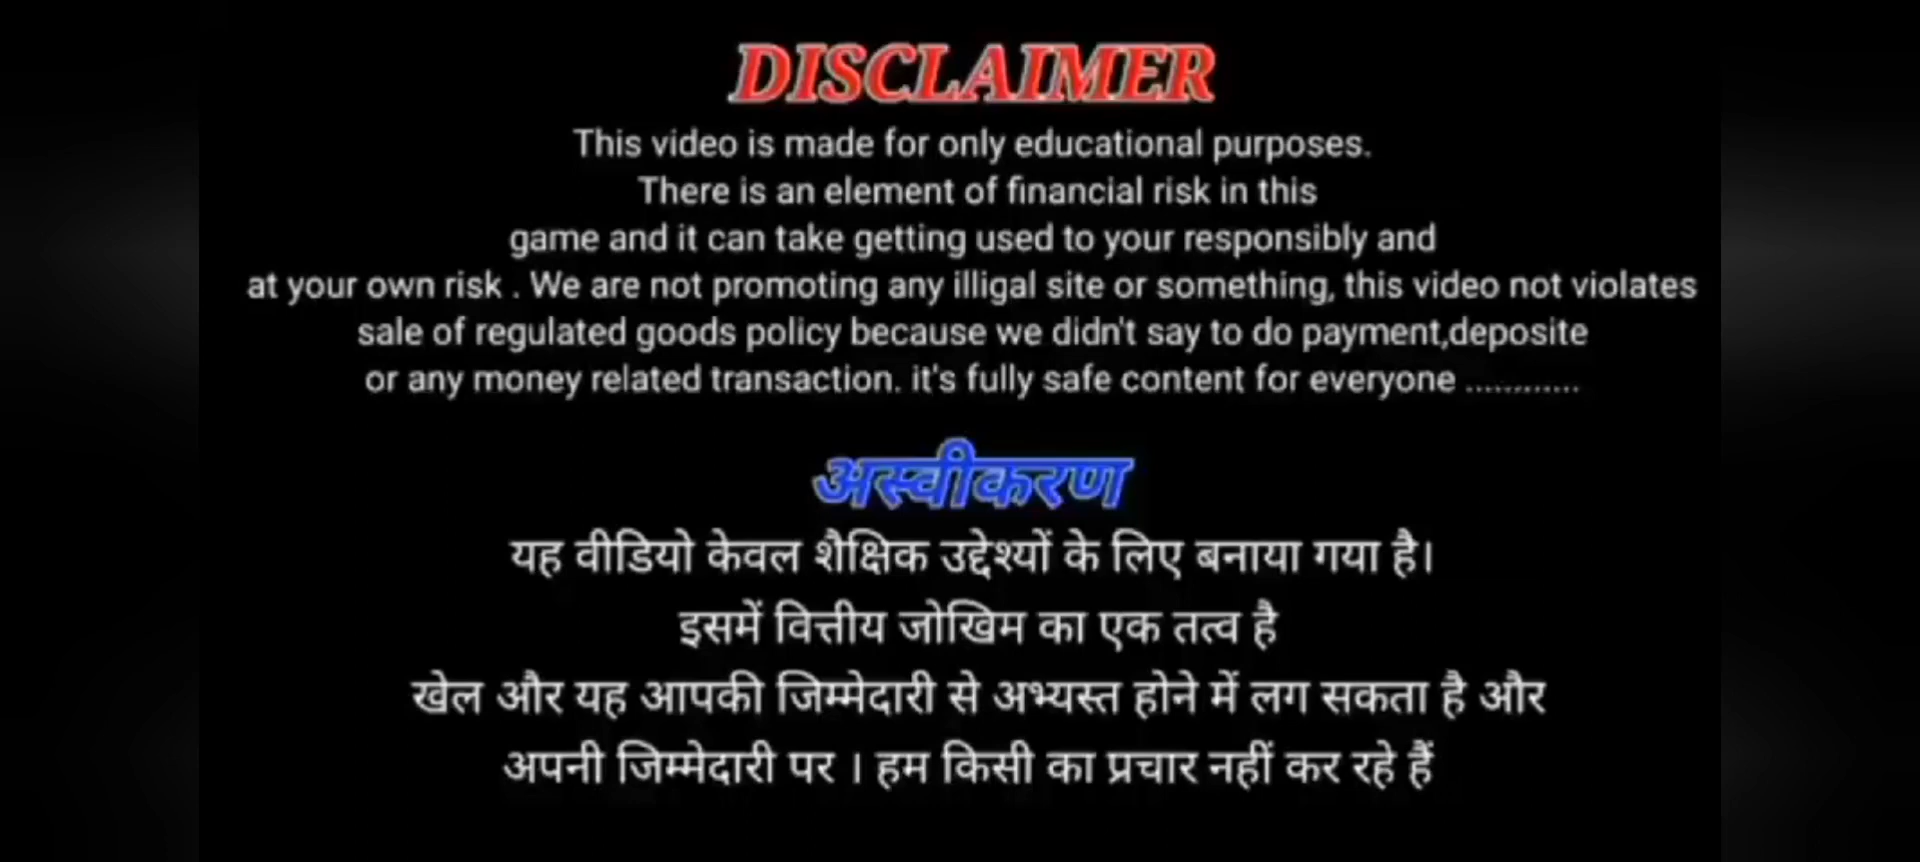 DISCLAIMER
This video is made for only educational purposes.
There is an element of financial risk in this
game and it can take getting used to your responsibly and
at your own risk . We are not promoting any illigal site or something, this video not violates
sale of regulated goods policy because we didn't say to do payment,deposite
or any money related transaction. it's fully safe content for everyone ............
अस्वीकरण
यह वीडियो केवल शैक्षिक उद्देश्यों के लिए बनाया गया है।
इसमें वित्तीय जोखिम का एक तत्व है
खेल और यह आपकी जिम्मेदारी से अभ्यस्त होने में लग सकता है और
अपनी जिम्मेदारी पर । हम किसी का प्रचार नहीं कर रहे हैं